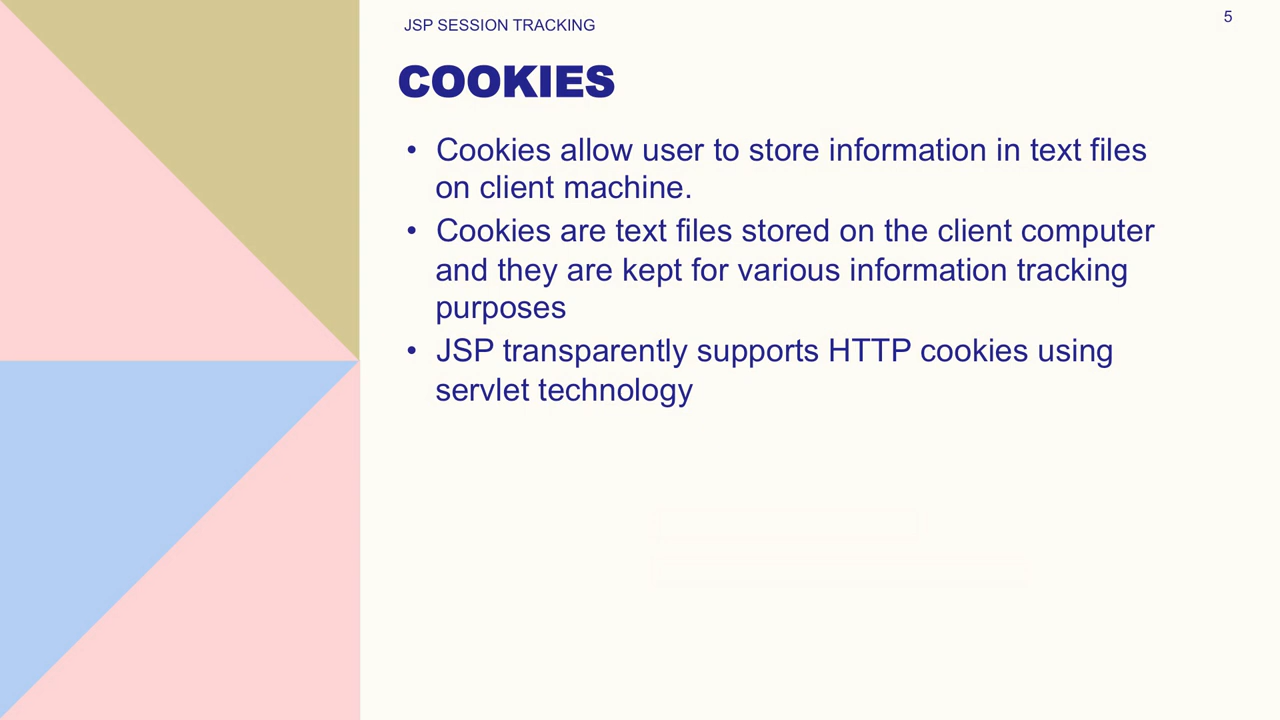 JSP SESSION TRACKING
5
COOKIES
• Cookies allow user to store information in text files
on client machine.
• Cookies are text files stored on the client computer
and they are kept for various information tracking
purposes
• JSP transparently supports HTTP cookies using
servlet technology